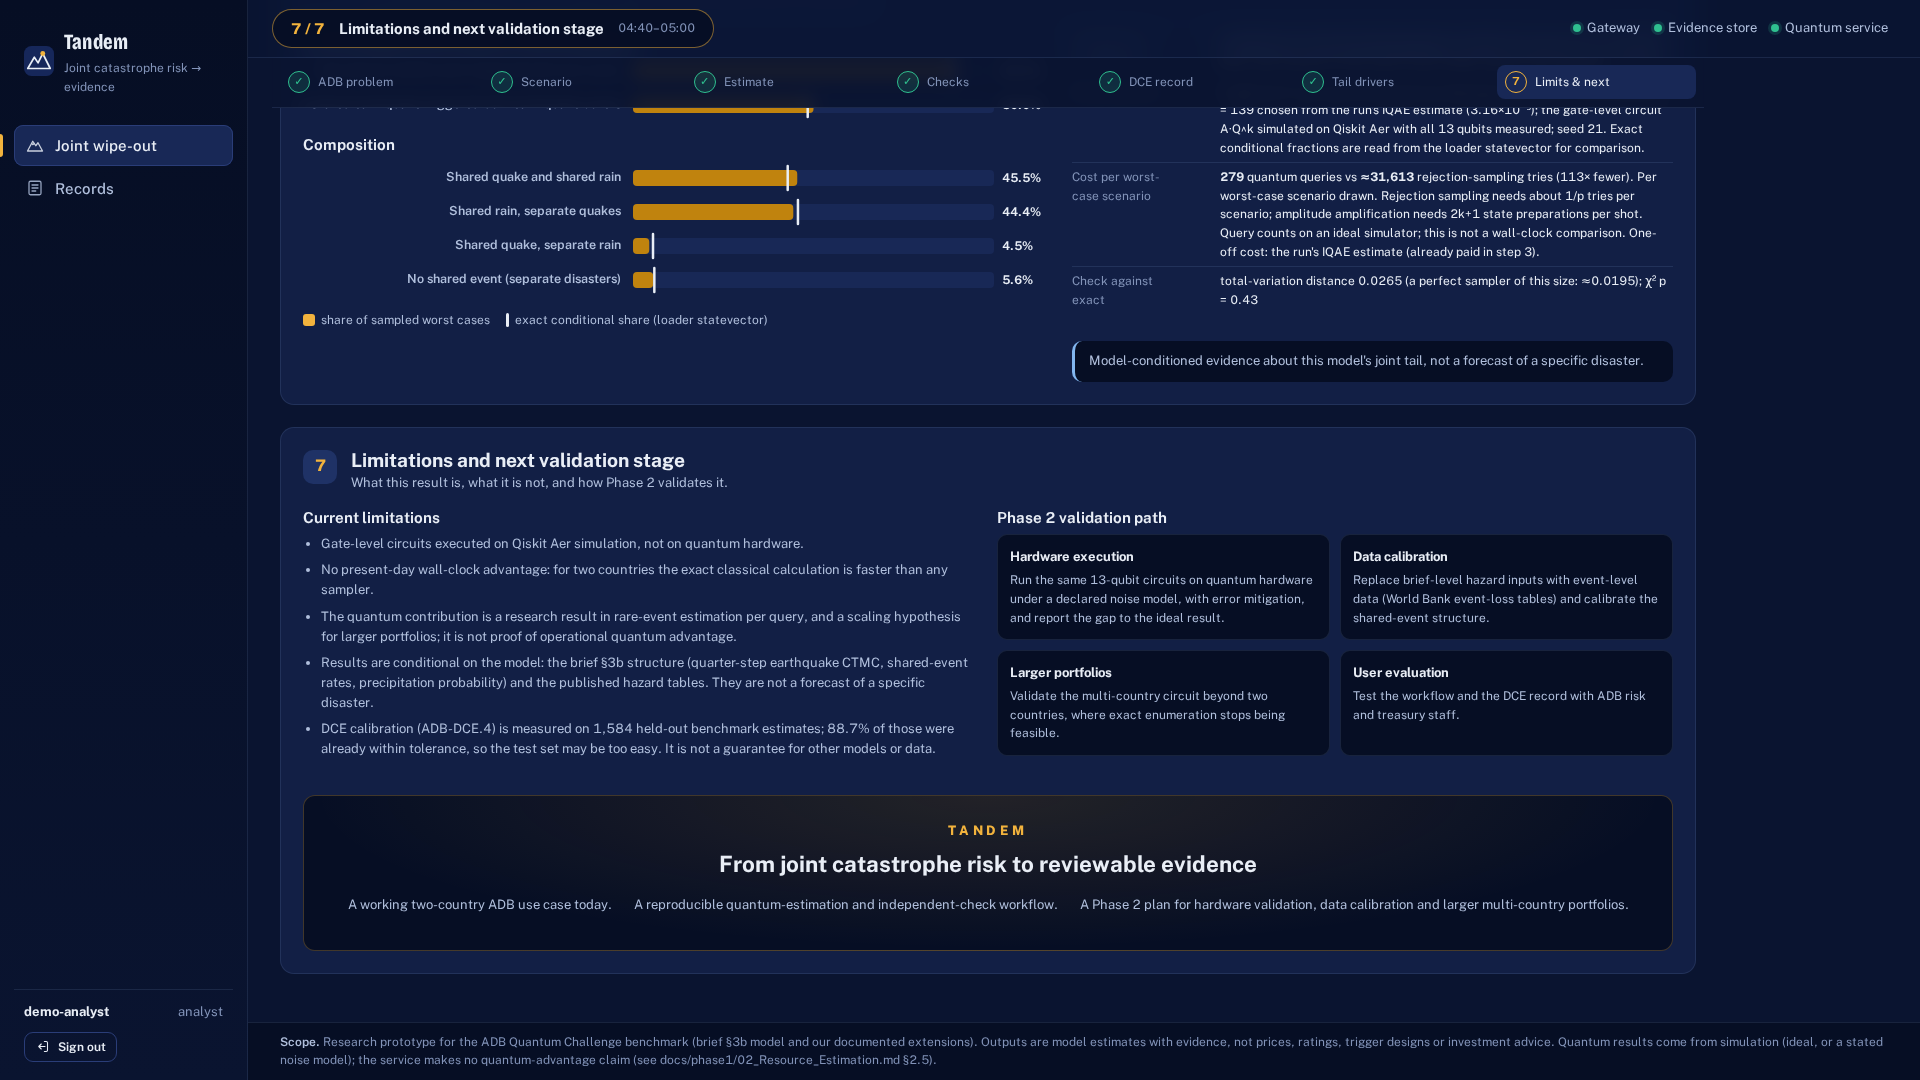 Tandem
Joint catastrophe risk →
evidence
Joint wipe-out
Records
demo-analyst
analyst
Sign out
7 / 7 Limitations and next validation stage 04:40–05:00
Gateway
Evidence store
Quantum service
✓ ADB problem
✓ Scenario
✓ Estimate
✓ Checks
✓ DCE record
✓ Tail drivers
7 Limits & next
Composition
Shared quake and shared rain 45.5%
Shared rain, separate quakes 44.4%
Shared quake, separate rain 4.5%
No shared event (separate disasters) 5.6%
share of sampled worst cases
exact conditional share (loader statevector)
= 139 chosen from the run's IQAE estimate (3.16×10⁻⁵); the gate-level circuit
A·Q^k simulated on Qiskit Aer with all 13 qubits measured; seed 21. Exact
conditional fractions are read from the loader statevector for comparison.
Cost per worst-
case scenario
279 quantum queries vs ≈31,613 rejection-sampling tries (113× fewer). Per
worst-case scenario drawn. Rejection sampling needs about 1/p tries per
scenario; amplitude amplification needs 2k+1 state preparations per shot.
Query counts on an ideal simulator; this is not a wall-clock comparison. One-
off cost: the run's IQAE estimate (already paid in step 3).
Check against
exact
total-variation distance 0.0265 (a perfect sampler of this size: ≈0.0195); χ² p
= 0.43
Model-conditioned evidence about this model's joint tail, not a forecast of a specific disaster.
7
Limitations and next validation stage
What this result is, what it is not, and how Phase 2 validates it.
Current limitations
• Gate-level circuits executed on Qiskit Aer simulation, not on quantum hardware.
• No present-day wall-clock advantage: for two countries the exact classical calculation is faster than any
sampler.
• The quantum contribution is a research result in rare-event estimation per query, and a scaling hypothesis
for larger portfolios; it is not proof of operational quantum advantage.
• Results are conditional on the model: the brief §3b structure (quarter-step earthquake CTMC, shared-event
rates, precipitation probability) and the published hazard tables. They are not a forecast of a specific
disaster.
• DCE calibration (ADB-DCE.4) is measured on 1,584 held-out benchmark estimates; 88.7% of those were
already within tolerance, so the test set may be too easy. It is not a guarantee for other models or data.
Phase 2 validation path
Hardware execution
Run the same 13-qubit circuits on quantum hardware
under a declared noise model, with error mitigation,
and report the gap to the ideal result.
Data calibration
Replace brief-level hazard inputs with event-level
data (World Bank event-loss tables) and calibrate the
shared-event structure.
Larger portfolios
Validate the multi-country circuit beyond two
countries, where exact enumeration stops being
feasible.
User evaluation
Test the workflow and the DCE record with ADB risk
and treasury staff.
TANDEM
From joint catastrophe risk to reviewable evidence
A working two-country ADB use case today. A reproducible quantum-estimation and independent-check workflow. A Phase 2 plan for hardware validation, data calibration and larger multi-country portfolios.
Scope. Research prototype for the ADB Quantum Challenge benchmark (brief §3b model and our documented extensions). Outputs are model estimates with evidence, not prices, ratings, trigger designs or investment advice. Quantum results come from simulation (ideal, or a stated
noise model); the service makes no quantum-advantage claim (see docs/phase1/02_Resource_Estimation.md §2.5).